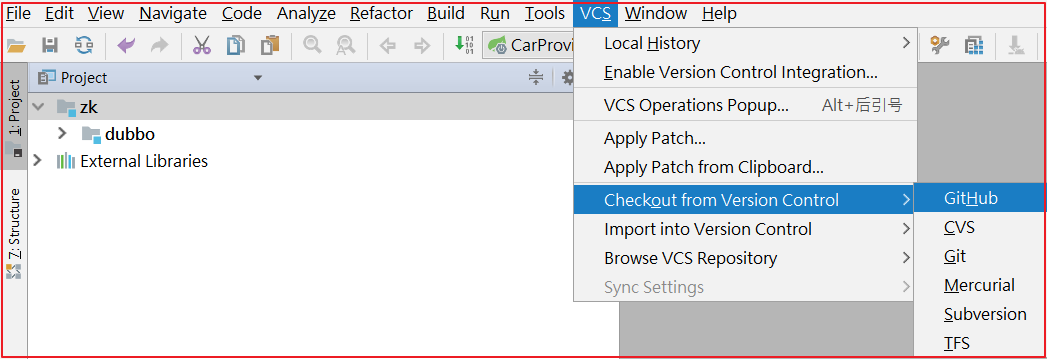 File Edit View Navigate Code Analyze Refactor Build Run Tools VCS Window Help
CarProvi
Project
1: Project
zk
dubbo
External Libraries
Z: Structure
Local History
Enable Version Control Integration...
VCS Operations Popup... Alt+后引号
Apply Patch...
Apply Patch from Clipboard...
Checkout from Version Control
Import into Version Control
Browse VCS Repository
Sync Settings
GitHub
CVS
Git
Mercurial
Subversion
TFS